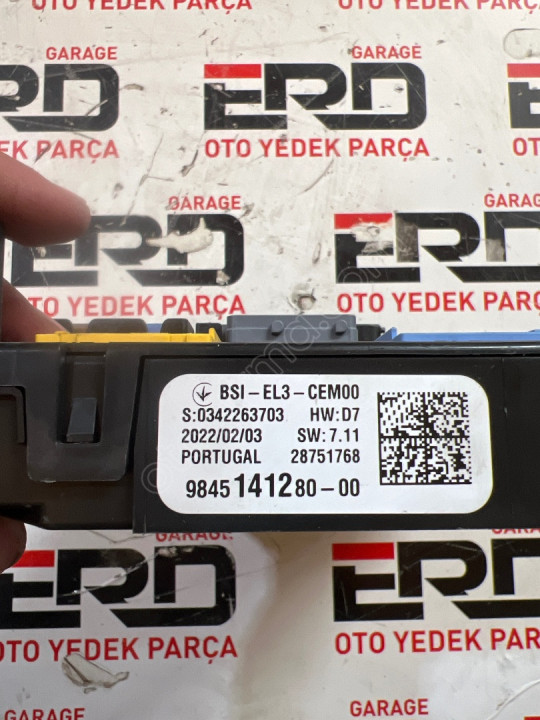 GARAGE
ERD
OTO YEDEK PARÇA
GARAGE
ERD
OTO YEDEK PARÇA
GARAGE
ERD
OTO YEDEK PARÇA
GARAGE
ERD
OTO YEDEK PARÇA
BSI-EL3-CEM00
S:0342263703 HW:D7
2022/02/03 SW:7.11
PORTUGAL 28751768
9845141280-00
ERD
OTO YEDEK PARÇA
ERD
OTO YEDEK PARÇA
GARAGE
GARAGE